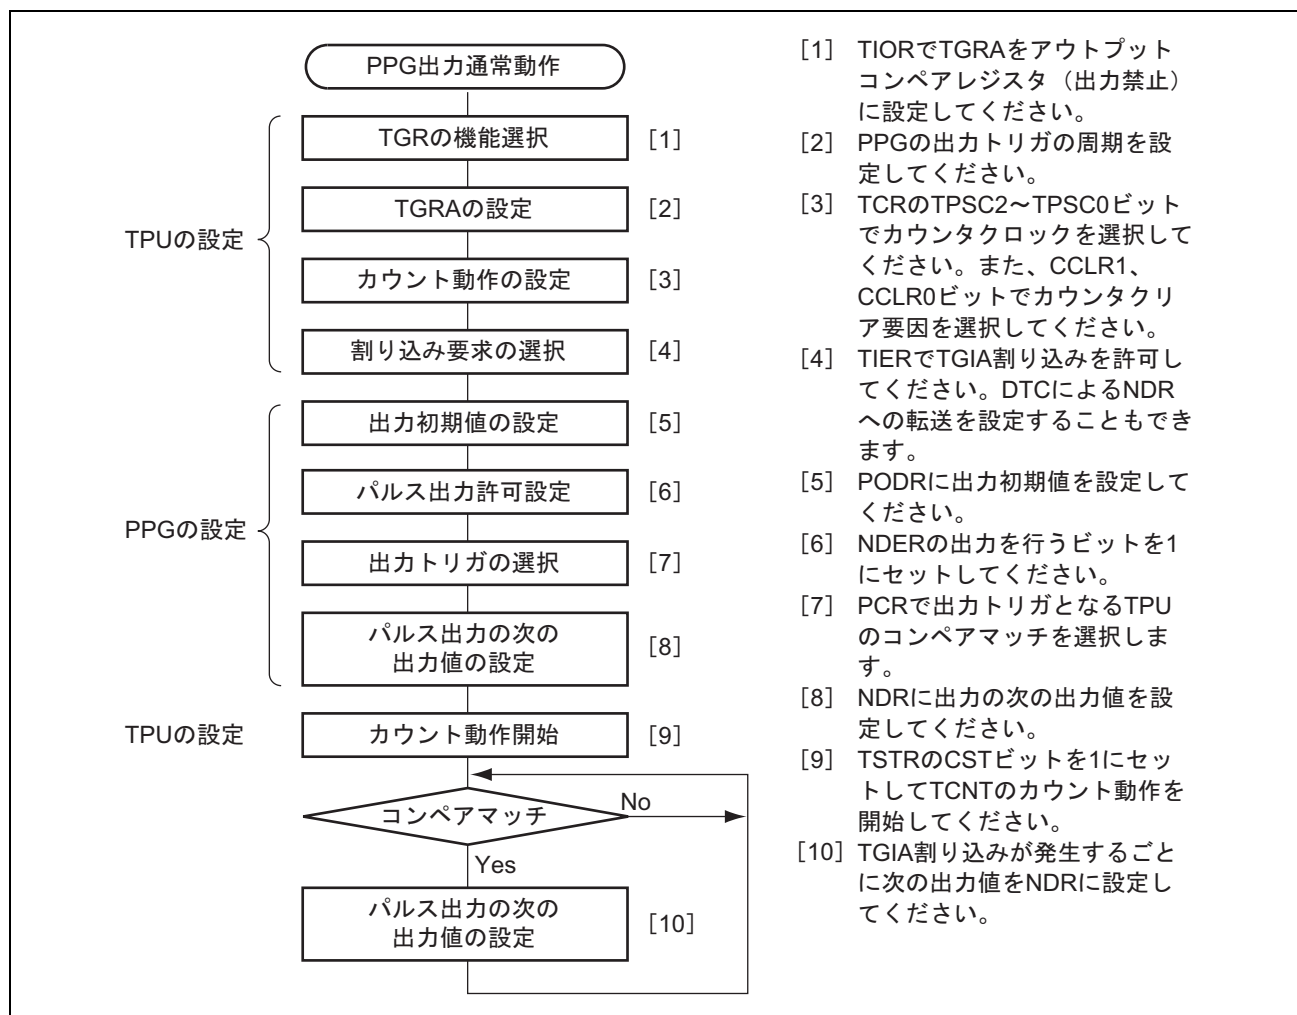 PPG出力通常動作
TPUの設定
TGRの機能選択 [1]
TGRAの設定 [2]
カウント動作の設定 [3]
割り込み要求の選択 [4]
PPGの設定
出力初期値の設定 [5]
パルス出力許可設定 [6]
出力トリガの選択 [7]
パルス出力の次の
出力値の設定 [8]
TPUの設定
カウント動作開始 [9]
コンペアマッチ
No
Yes
パルス出力の次の
出力値の設定 [10]
[1] TIORでTGRAをアウトプット
コンペアレジスタ（出力禁止）
に設定してください。
[2] PPGの出力トリガの周期を設
定してください。
[3] TCRのTPSC2～TPSC0ビット
でカウンタクロックを選択して
ください。また、CCLR1、
CCLR0ビットでカウンタクリ
ア要因を選択してください。
[4] TIERでTGIA割り込みを許可し
てください。DTCによるNDR
への転送を設定することもでき
ます。
[5] PODRに出力初期値を設定して
ください。
[6] NDERの出力を行うビットを1
にセットしてください。
[7] PCRで出力トリガとなるTPU
のコンペアマッチを選択しま
す。
[8] NDRに出力の次の出力値を設
定してください。
[9] TSTRのCSTビットを1にセッ
トしてTCNTのカウント動作を
開始してください。
[10] TGIA割り込みが発生するごと
に次の出力値をNDRに設定し
てください。